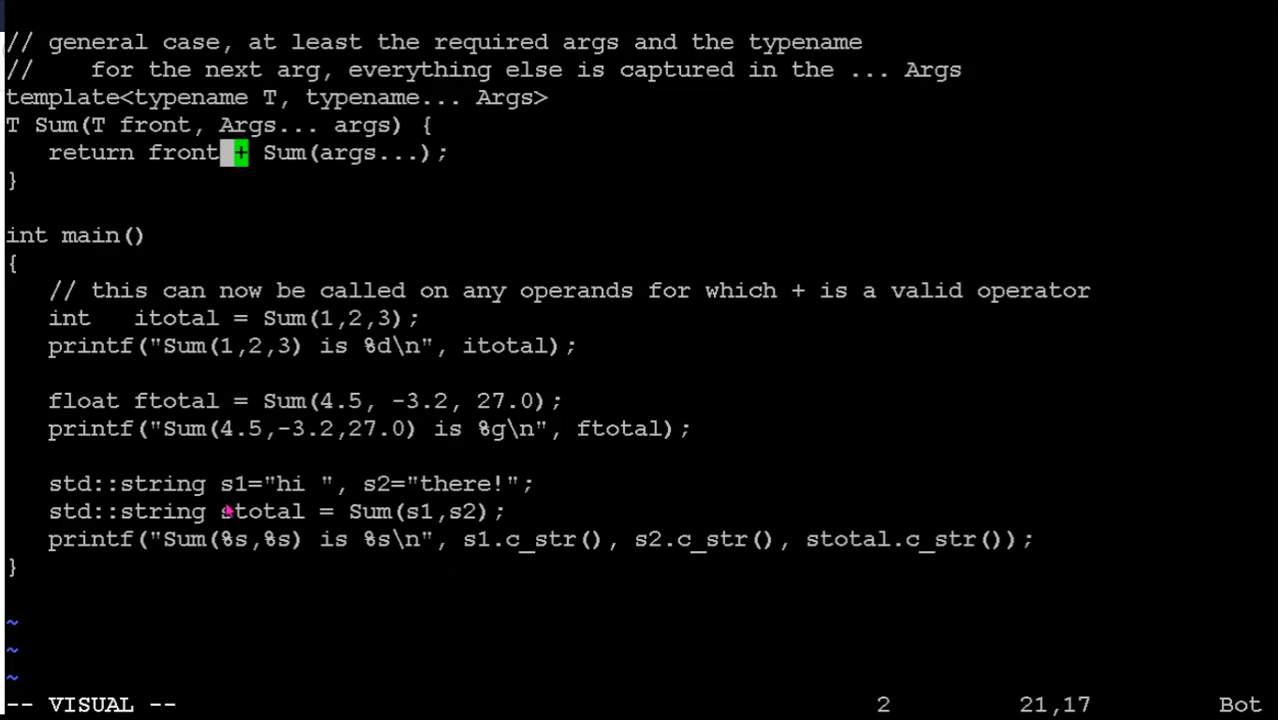 // general case, at least the required args and the typename
//    for the next arg, everything else is captured in the ... Args
template<typename T, typename... Args>
T Sum(T front, Args... args) {
   return front + Sum(args...);
}
int main()
{
   // this can now be called on any operands for which + is a valid operator
   int   itotal = Sum(1,2,3);
   printf("Sum(1,2,3) is %d\n", itotal);
   float ftotal = Sum(4.5, -3.2, 27.0);
   printf("Sum(4.5,-3.2,27.0) is %g\n", ftotal);
   std::string s1="hi ", s2="there!";
   std::string stotal = Sum(s1,s2);
   printf("Sum(%s,%s) is %s\n", s1.c_str(), s2.c_str(), stotal.c_str());
}
~
~
~
-- VISUAL -- 2 21,17 Bot